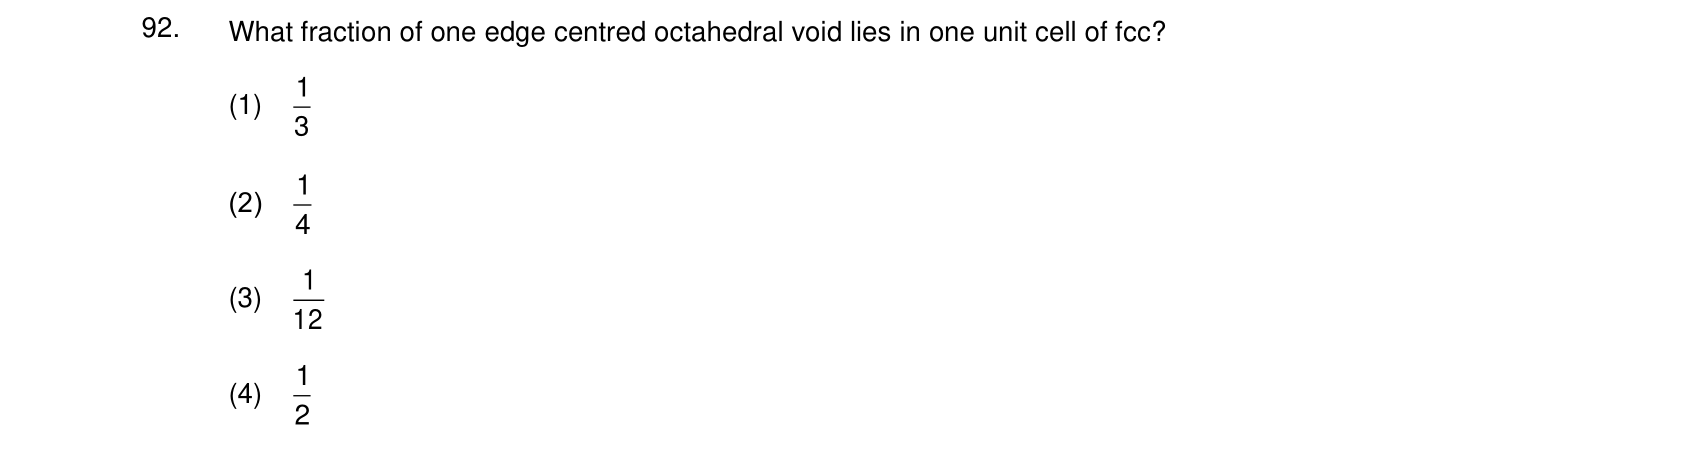 92. What fraction of one edge centred octahedral void lies in one unit cell of fcc?
(1) 1/3
(2) 1/4
(3) 1/12
(4) 1/2